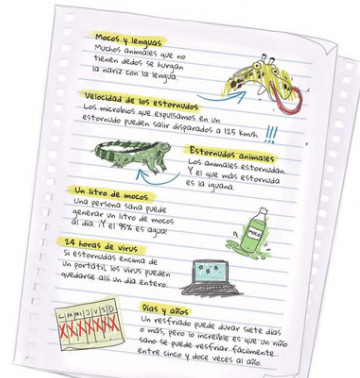 Mocos y lenguas
Muchos animales que no
tienen dedos se hurgan
la nariz con la lengua.
Velocidad de los estornudos
Los microbios que expulsamos en un
estornudo pueden salir disparados a 125 km/h
!!!
Estornudos animales
Los animales estornudan.
Y el que más estornuda
es la iguana.
Un litro de mocos
Una persona sana puede
generar un litro de mocos
al día. ¡Y el 95% es agua!
MOCO
24 horas de virus
Si estornudas encima de
un portátil, los virus pueden
quedarse allí un día entero.
L M M J V S D
XXXXXXX
Días y años
Un resfriado puede durar siete días
o más, pero lo increíble es que un niño
sano se puede resfriar fácilmente
entre cinco y doce veces al año.